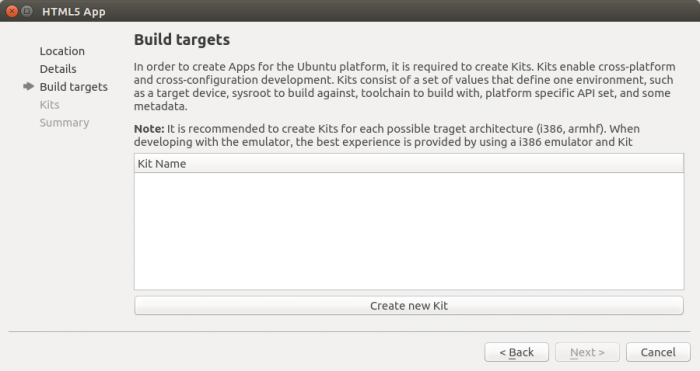 HTML5 App
Location
Details
Build targets
Kits
Summary
Build targets
In order to create Apps for the Ubuntu platform, it is required to create Kits. Kits enable cross-platform
and cross-configuration development. Kits consist of a set of values that define one environment, such
as a target device, sysroot to build against, toolchain to build with, platform specific API set, and some
metadata.
Note: It is recommended to create Kits for each possible traget architecture (i386, armhf). When
developing with the emulator, the best experience is provided by using a i386 emulator and Kit
Kit Name
Create new Kit
< Back
Next >
Cancel